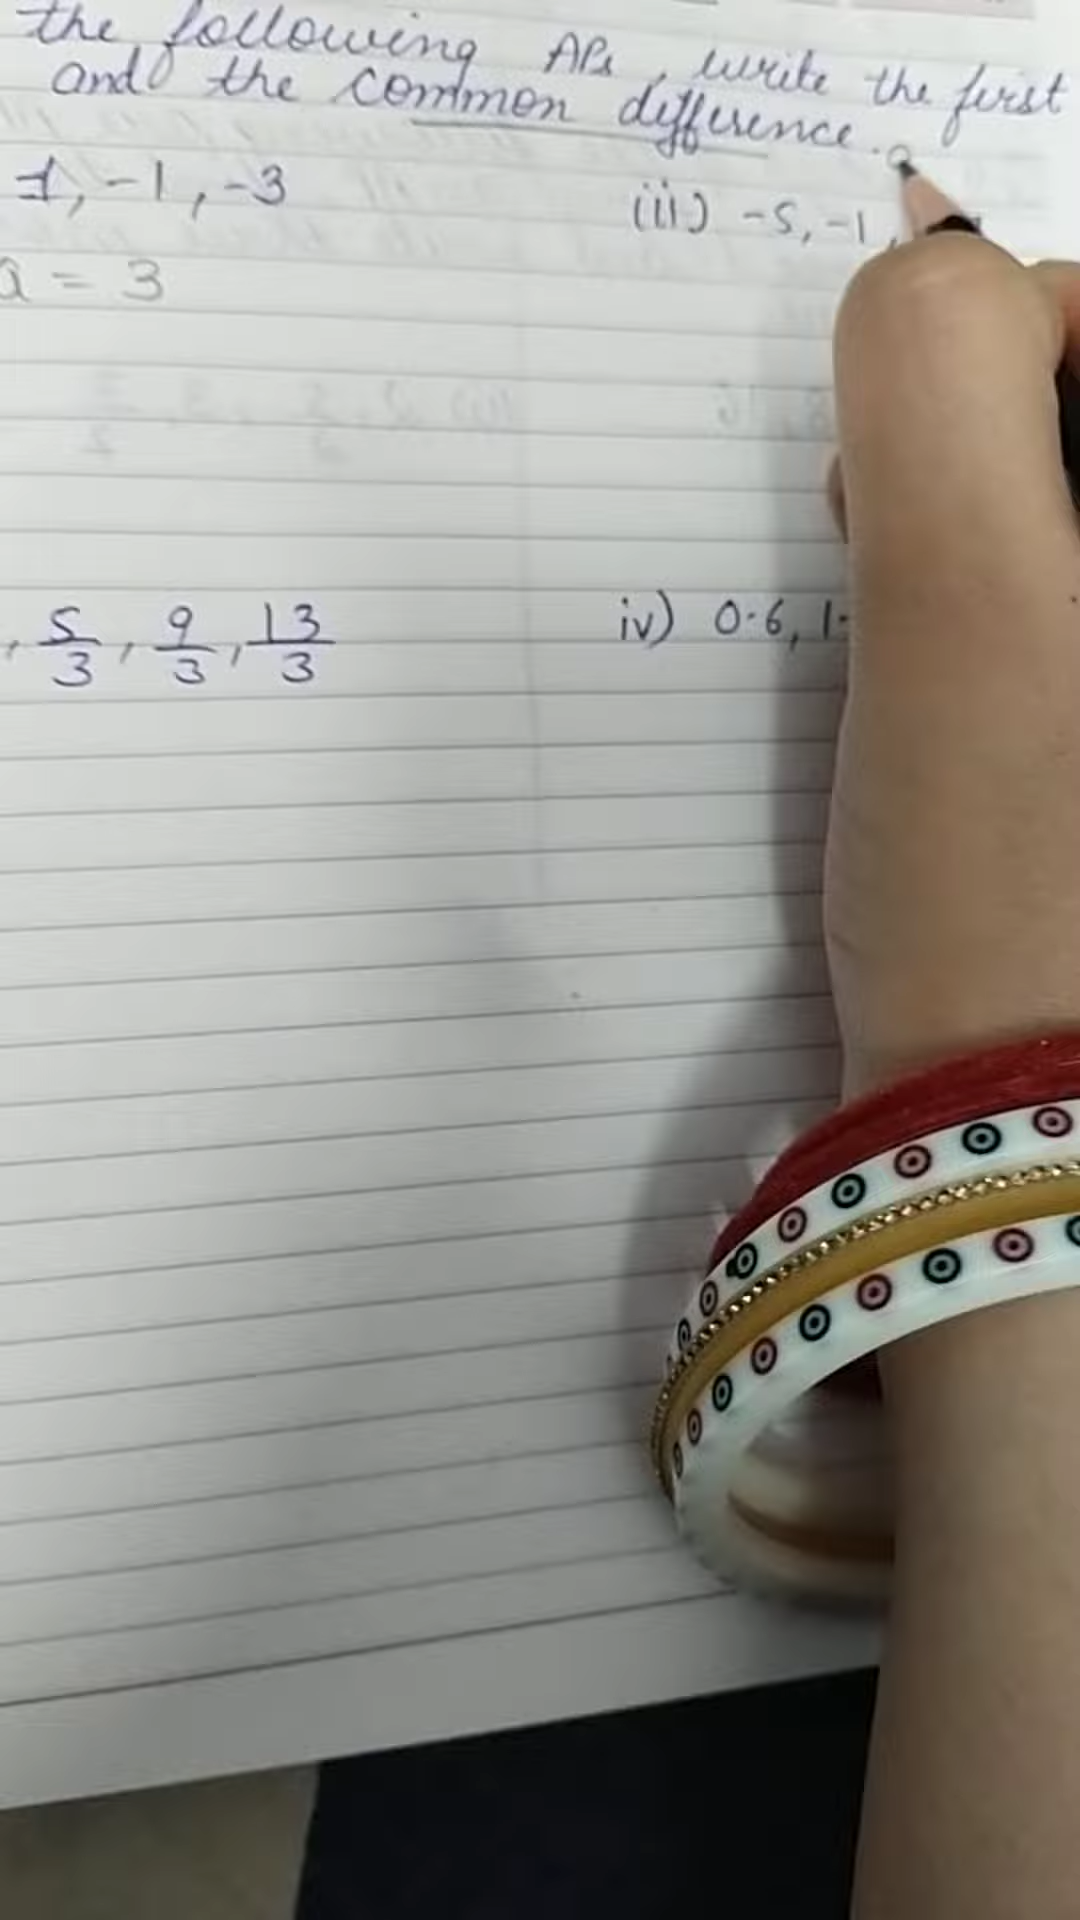 the following APs, write the first
and the common difference.
1, -1, -3
(ii) -5, -1,
a = 3
, 5/3, 9/3, 13/3
iv) 0.6, 1.